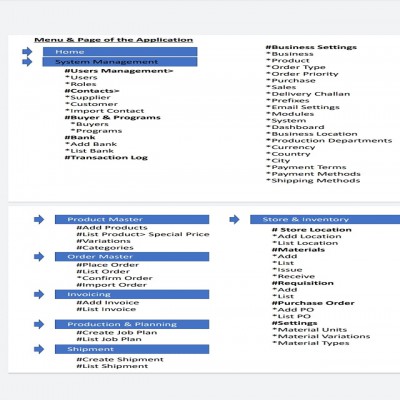 Menu & Page of the Application
Home
System Management
#Users Management>
*Users
*Roles
#Contacts>
*Supplier
*Customer
*Import Contact
#Buyer & Programs
*Buyers
*Programs
#Bank
*Add Bank
*List Bank
#Transaction Log
#Business Settings
*Business
*Product
*Order Type
*Order Priority
*Purchase
*Sales
*Delivery Challan
*Prefixes
*Email Settings
*Modules
*System
*Dashboard
*Business Location
*Production Departments
*Currency
*Country
*City
*Payment Terms
*Payment Methods
*Shipping Methods
Product Master
#Add Products
#List Product> Special Price
#Variations
#Categories
Order Master
*Place Order
#List Order
*Confirm Order
#Import Order
Invoicing
#Add Invoice
#List Invoice
Production & Planning
#Create Job Plan
#List Job Plan
Shipment
#Create Shipment
#List Shipment
Store & Inventory
# Store Location
*Add Location
*List Location
#Materials
*Add
*List
*Issue
*Receive
#Requisition
*Add
*List
#Purchase Order
*Add PO
*List PO
#Settings
*Material Units
*Material Variations
*Material Types